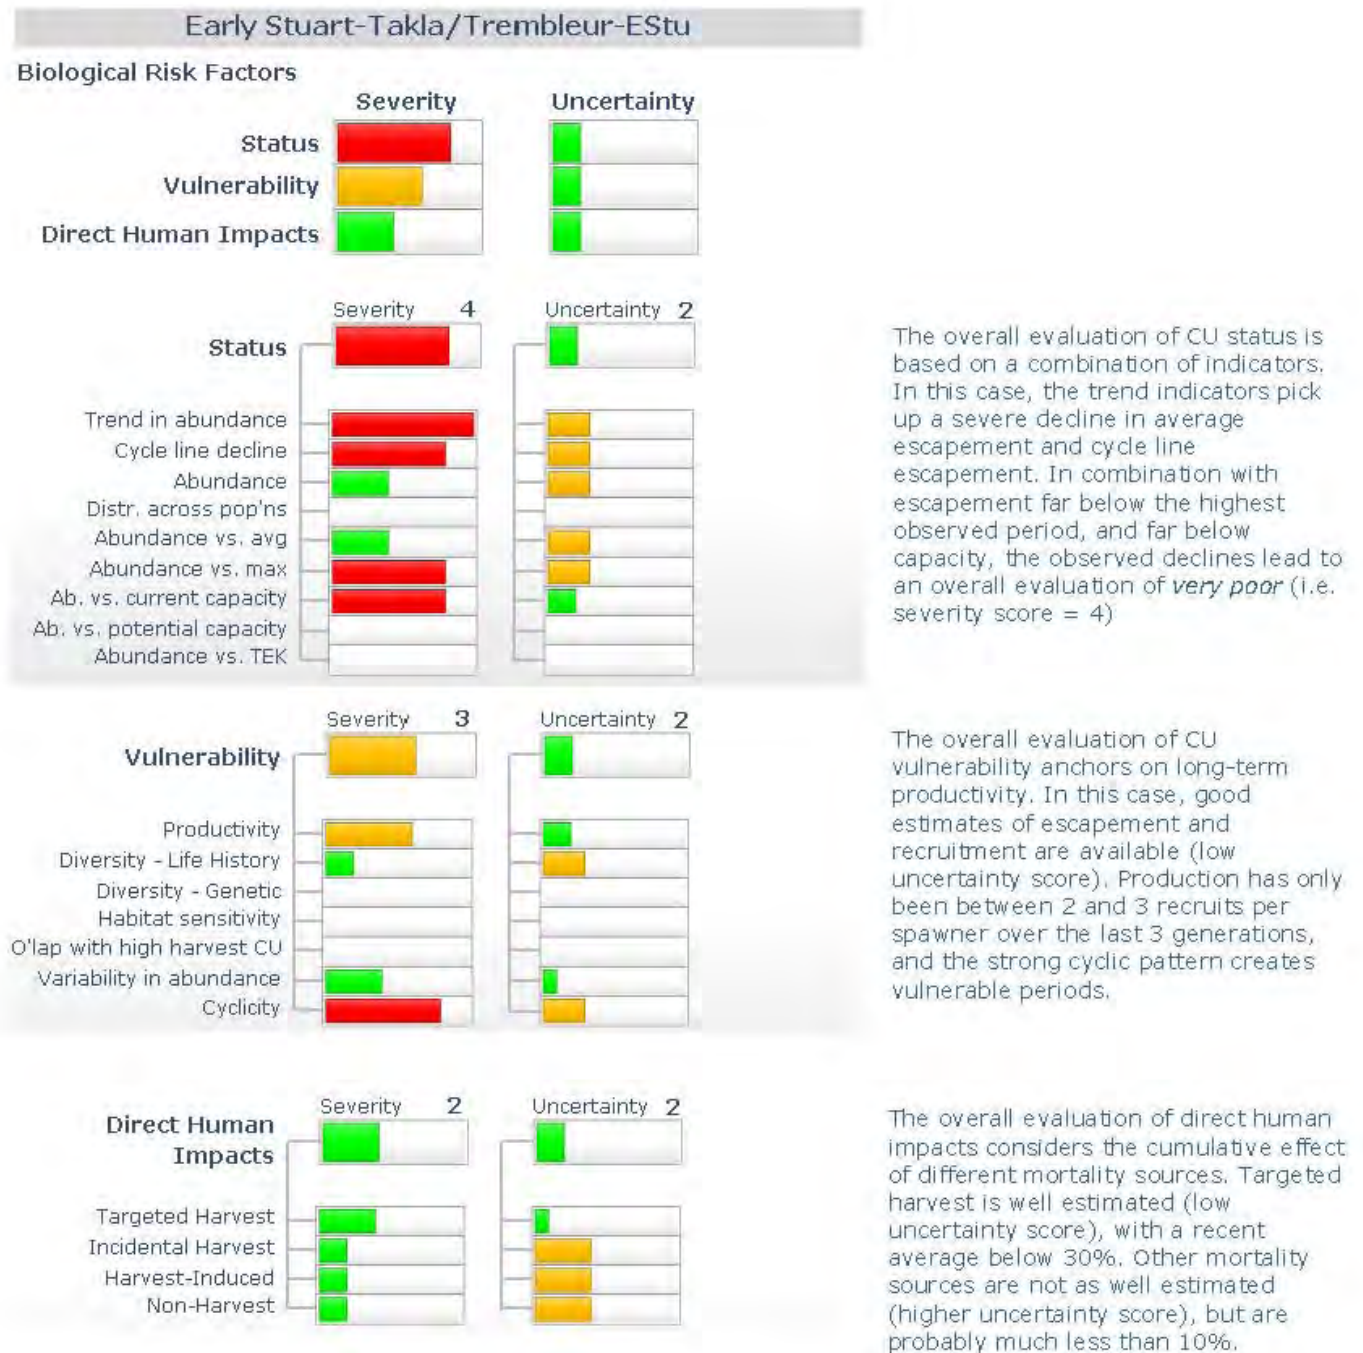 Early Stuart-Takla/Trembleur-EStu
Biological Risk Factors
Severity Uncertainty
Status
Vulnerability
Direct Human Impacts
Severity 4 Uncertainty 2
Status
Trend in abundance
Cycle line decline
Abundance
Distr. across pop'ns
Abundance vs. avg
Abundance vs. max
Ab. vs. current capacity
Ab. vs. potential capacity
Abundance vs. TEK
The overall evaluation of CU status is
based on a combination of indicators.
In this case, the trend indicators pick
up a severe decline in average
escapement and cycle line
escapement. In combination with
escapement far below the highest
observed period, and far below
capacity, the observed declines lead to
an overall evaluation of very poor (i.e.
severity score = 4)
Severity 3 Uncertainty 2
Vulnerability
Productivity
Diversity - Life History
Diversity - Genetic
Habitat sensitivity
O'lap with high harvest CU
Variability in abundance
Cyclicity
The overall evaluation of CU
vulnerability anchors on long-term
productivity. In this case, good
estimates of escapement and
recruitment are available (low
uncertainty score). Production has only
been between 2 and 3 recruits per
spawner over the last 3 generations,
and the strong cyclic pattern creates
vulnerable periods.
Severity 2 Uncertainty 2
Direct Human
Impacts
Targeted Harvest
Incidental Harvest
Harvest-Induced
Non-Harvest
The overall evaluation of direct human
impacts considers the cumulative effect
of different mortality sources. Targeted
harvest is well estimated (low
uncertainty score), with a recent
average below 30%. Other mortality
sources are not as well estimated
(higher uncertainty score), but are
probably much less than 10%.